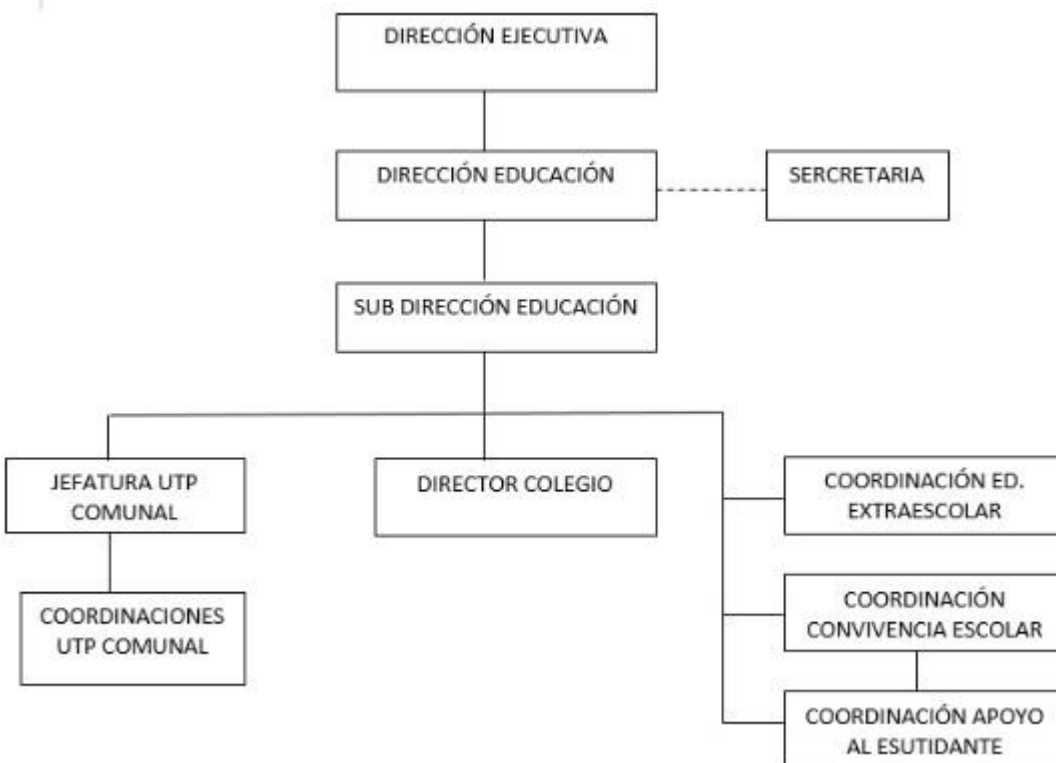 DIRECCIÓN EJECUTIVA
DIRECCIÓN EDUCACIÓN
SERCRETARIA
SUB DIRECCIÓN EDUCACIÓN
JEFATURA UTP
COMUNAL
DIRECTOR COLEGIO
COORDINACIÓN ED.
EXTRAESCOLAR
COORDINACIONES
UTP COMUNAL
COORDINACIÓN
CONVIVENCIA ESCOLAR
COORDINACIÓN APOYO
AL ESUTIDANTE